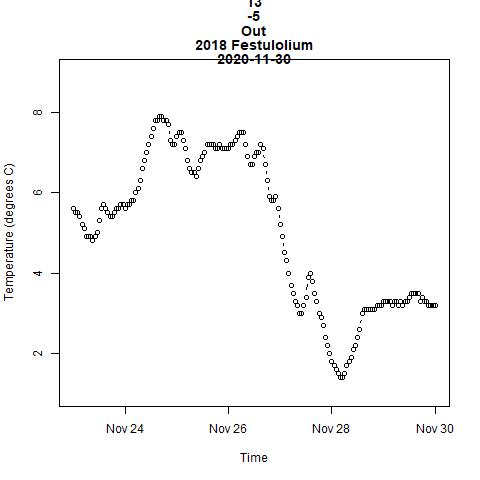 13
-5
Out
2018 Festulolium
2020-11-30
Temperature (degrees C)
8
6
4
2
Nov 24 Nov 26 Nov 28 Nov 30
Time